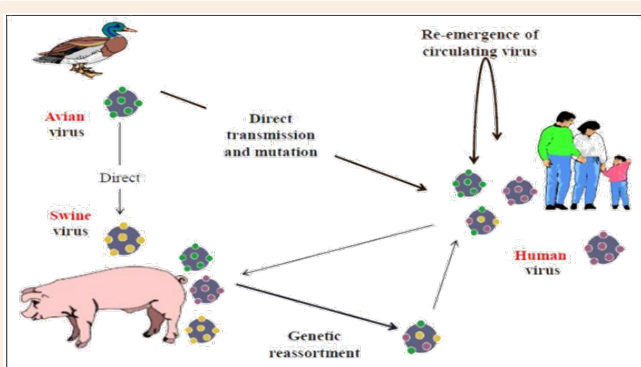 Re-emergence of
circulating virus
Avian
virus
Direct
transmission
and mutation
Direct
Swine
virus
Human
virus
Genetic
reassortment